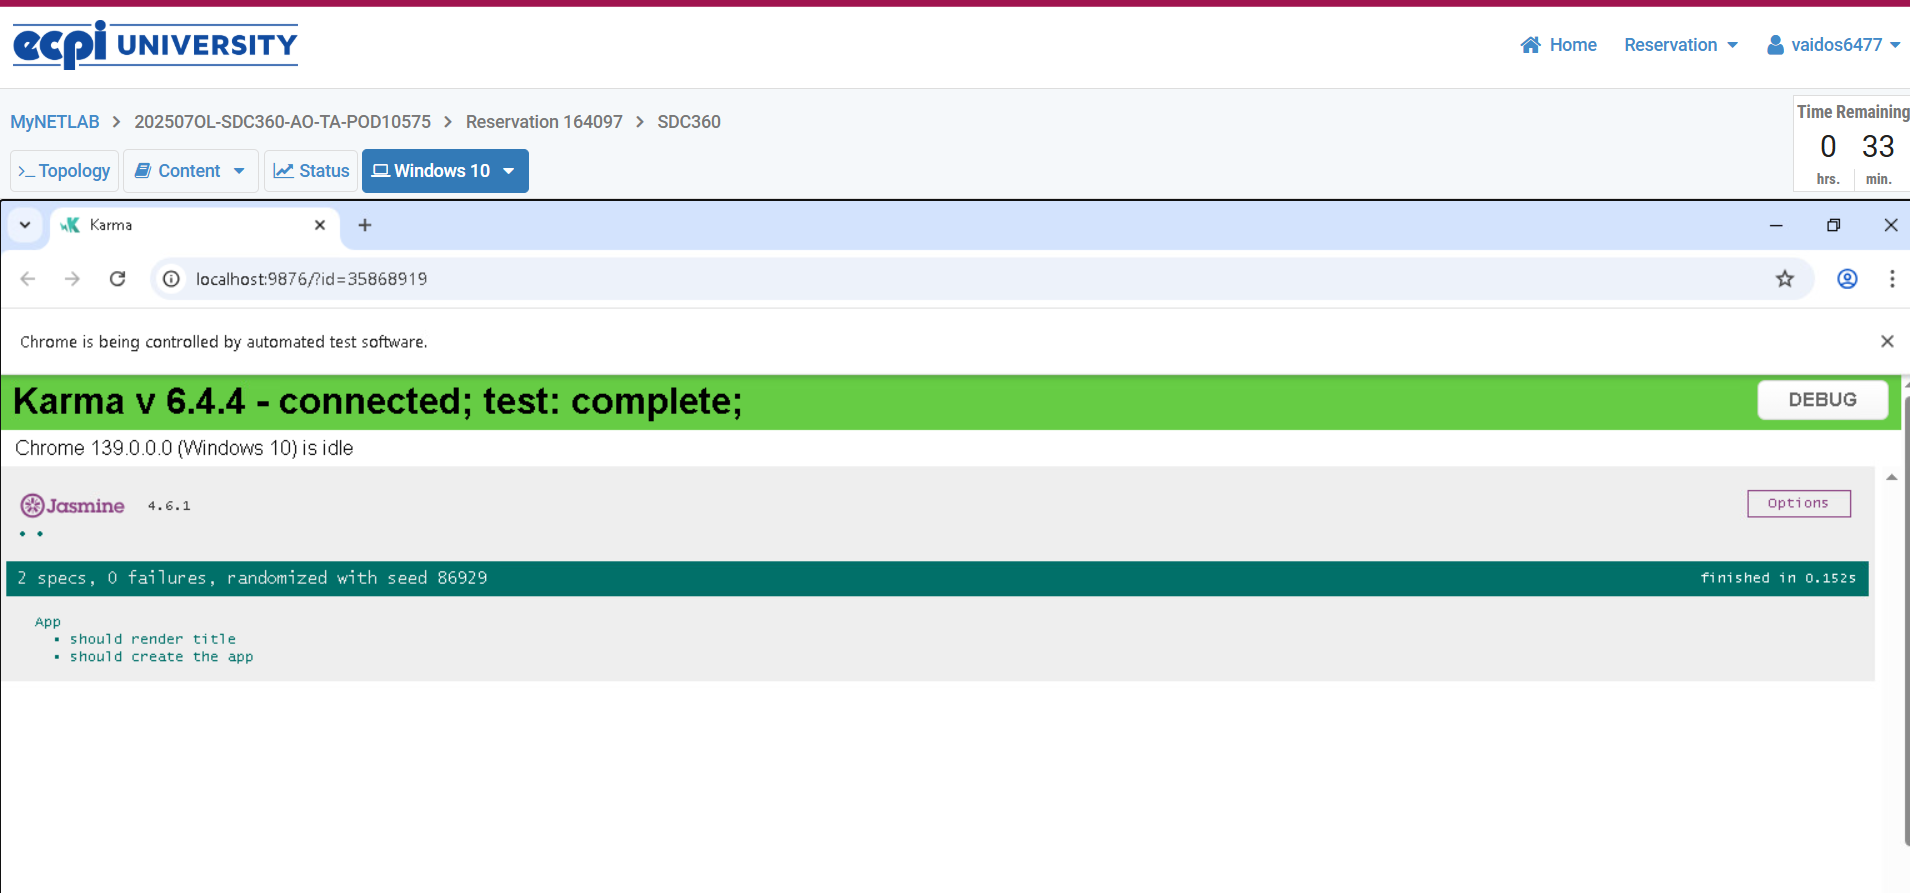 ecpi UNIVERSITY
Home Reservation vaidos6477
MyNETLAB > 202507OL-SDC360-AO-TA-POD10575 > Reservation 164097 > SDC360
Time Remaining
0 33
hrs. min.
>_ Topology Content Status Windows 10
Karma
localhost:9876/?id=35868919
Chrome is being controlled by automated test software.
Karma v 6.4.4 - connected; test: complete;
DEBUG
Chrome 139.0.0.0 (Windows 10) is idle
Jasmine 4.6.1
Options
• •
2 specs, 0 failures, randomized with seed 86929
finished in 0.152s
App
• should render title
• should create the app